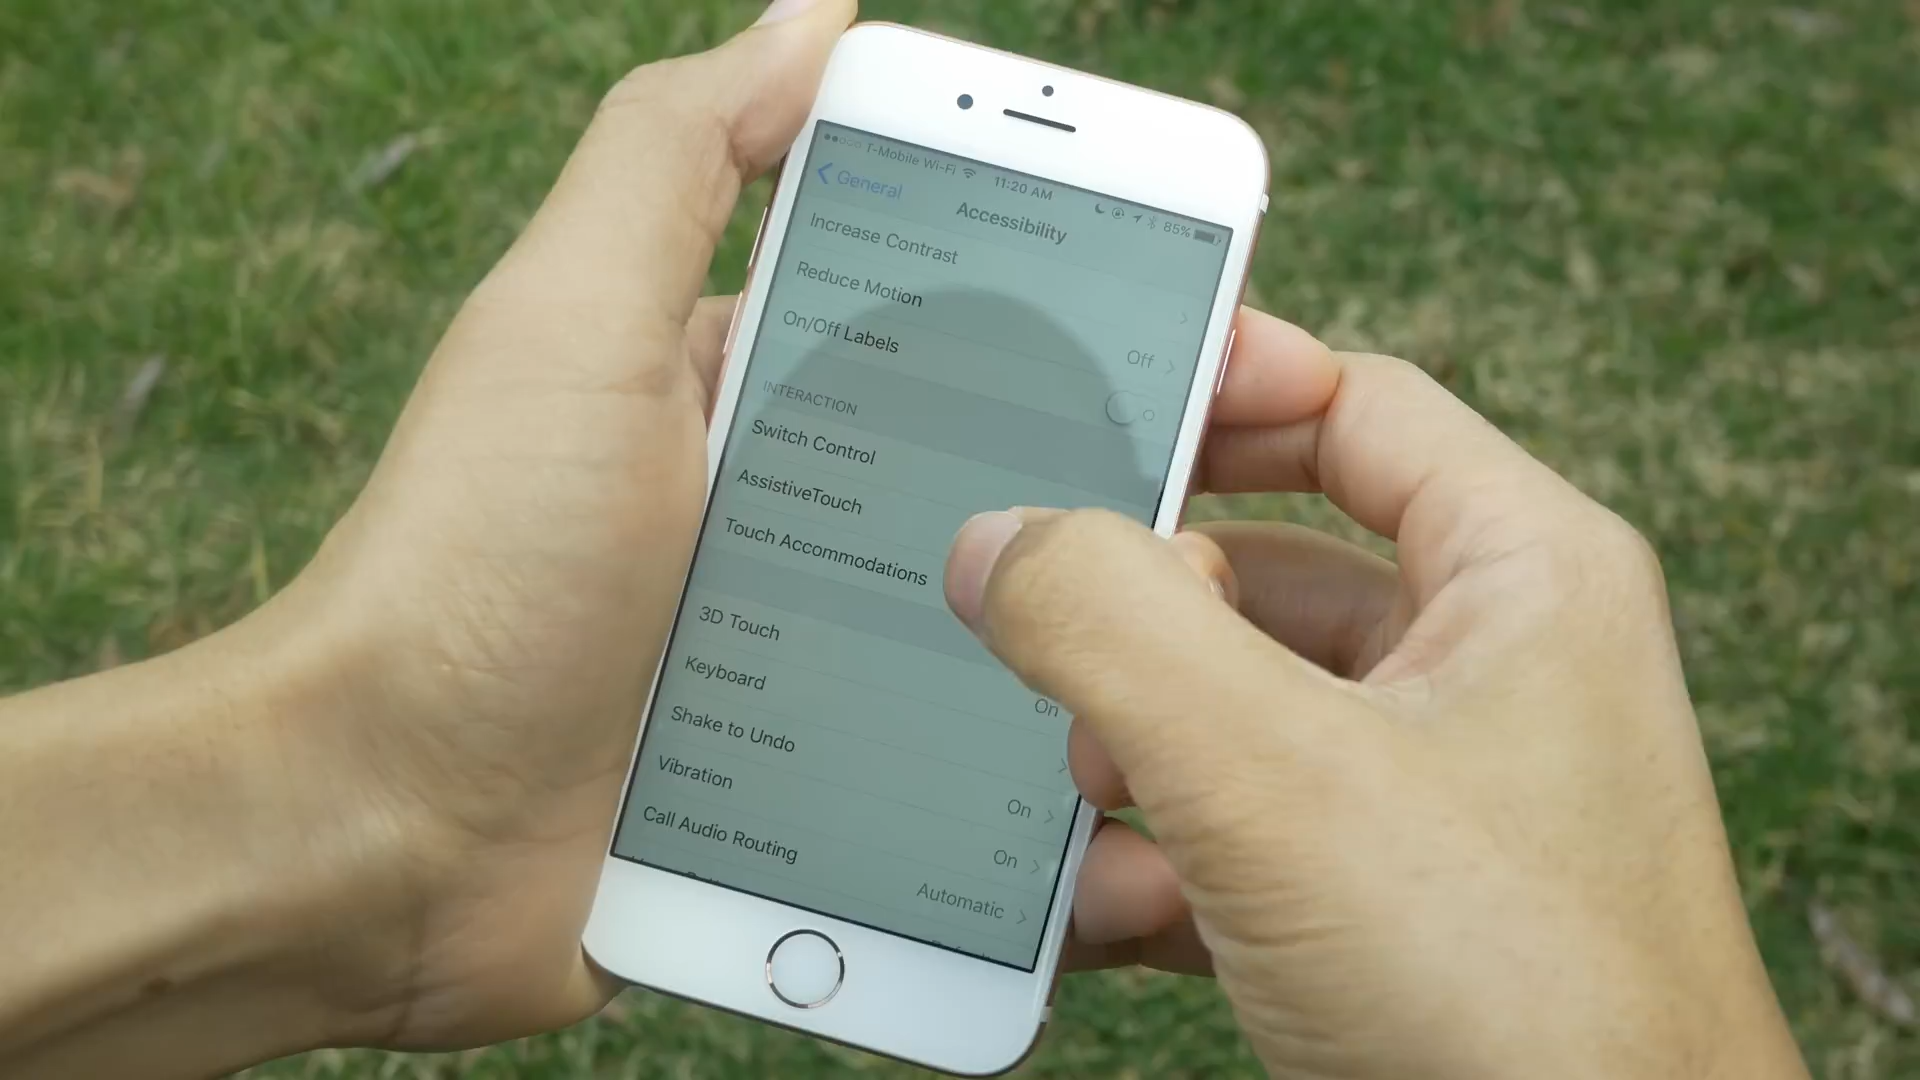 T-Mobile Wi-Fi 11:20 AM 85%
General
Accessibility
Increase Contrast
Reduce Motion Off
On/Off Labels
INTERACTION
Switch Control
AssistiveTouch
Touch Accommodations
3D Touch On
Keyboard
Shake to Undo On
Vibration On
Call Audio Routing Automatic